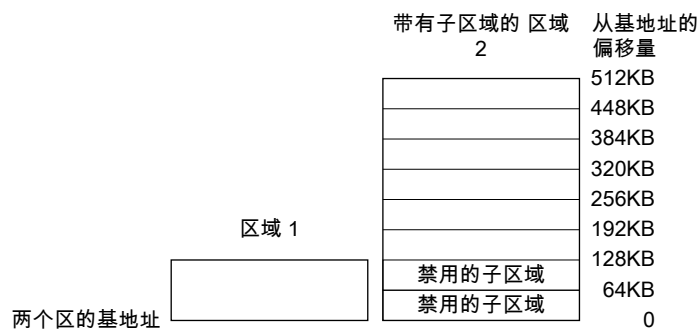 带有子区域的 区域
2
从基地址的
偏移量
512KB
448KB
384KB
320KB
256KB
区域 1
192KB
128KB
禁用的子区域
64KB
禁用的子区域
两个区的基地址
0